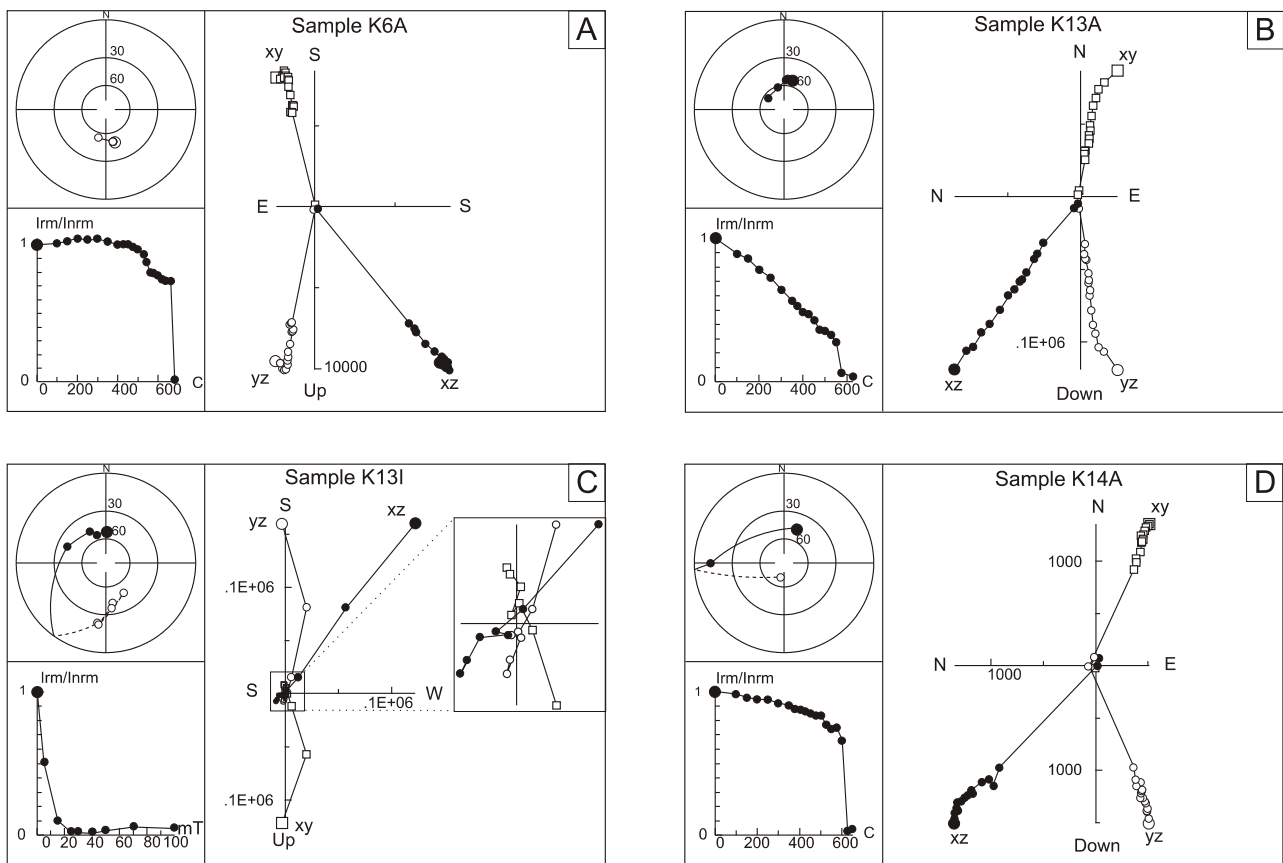 Sample K6A
A
N
30
60
xy
S
E
S
10000
Up
yz
xz
Irm/Inrm
1
0
0 200 400 600 C
Sample K13A
B
N
30
60
N
xy
N
E
.1E+06
Down
xz
yz
Irm/Inrm
1
0
0 200 400 600 C
Sample K13I
C
N
30
60
S
yz
xz
.1E+06
S
W
.1E+06
.1E+06
Up
xy
Irm/Inrm
1
0
0 20 40 60 80 100 mT
Sample K14A
D
N
30
60
N
xy
1000
N
E
1000
1000
Down
xz
yz
Irm/Inrm
1
0
0 200 400 600 C